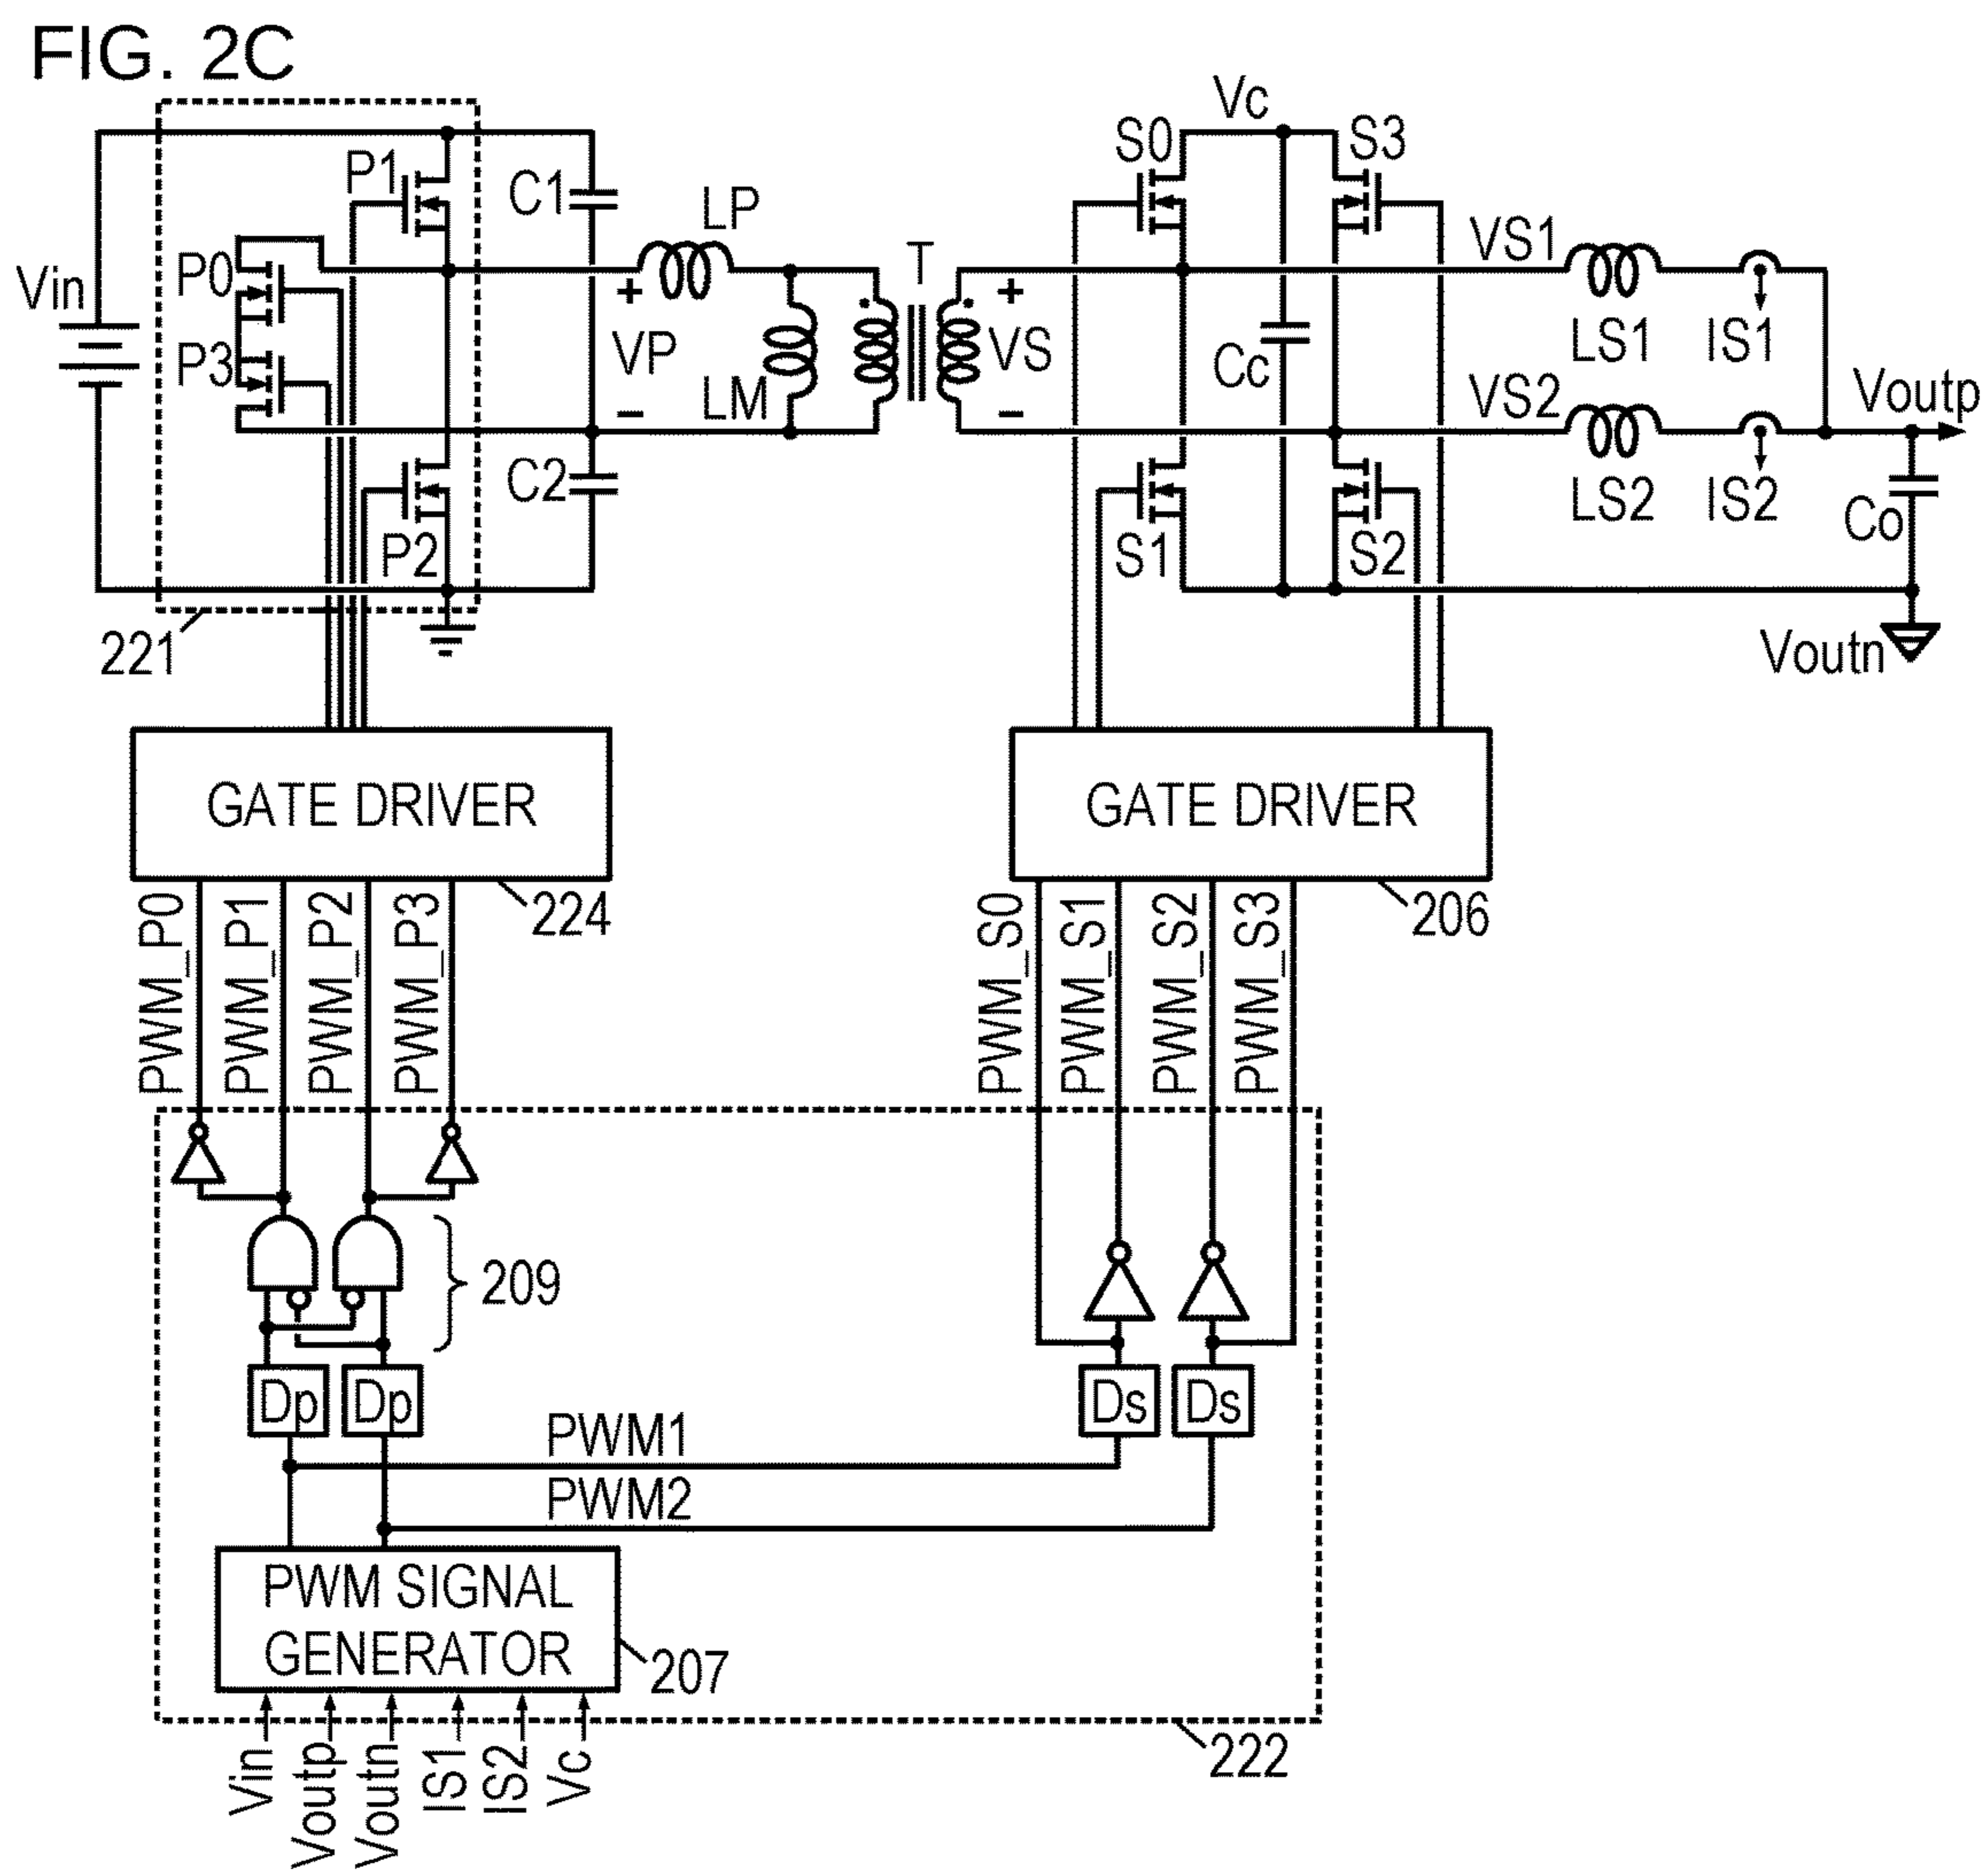 FIG. 2C
Vc
S0
S3
P1
C1
LP
VS1
T
P0
Vin
+
+
VP
VS
LS1
IS1
P3
Cc
LM
VS2
Voutp
-
-
C2
LS2
IS2
Co
P2
S1
S2
221
Voutn
GATE DRIVER
GATE DRIVER
224
206
PWM_P0
PWM_P1
PWM_P2
PWM_P3
PWM_S0
PWM_S1
PWM_S2
PWM_S3
209
Dp
Dp
Ds
Ds
PWM1
PWM2
PWM SIGNAL
GENERATOR
207
222
Vin
Voutp
Voutn
IS1
IS2
Vc